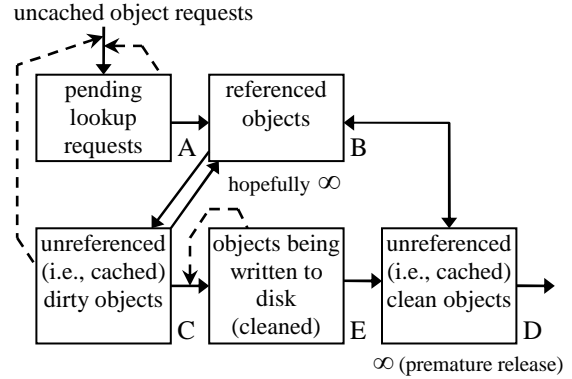 uncached object requests
pending
lookup
requests
A
referenced
objects
B
hopefully ∞
unreferenced
(i.e., cached)
dirty objects
C
objects being
written to
disk
(cleaned)
E
unreferenced
(i.e., cached)
clean objects
D
∞ (premature release)